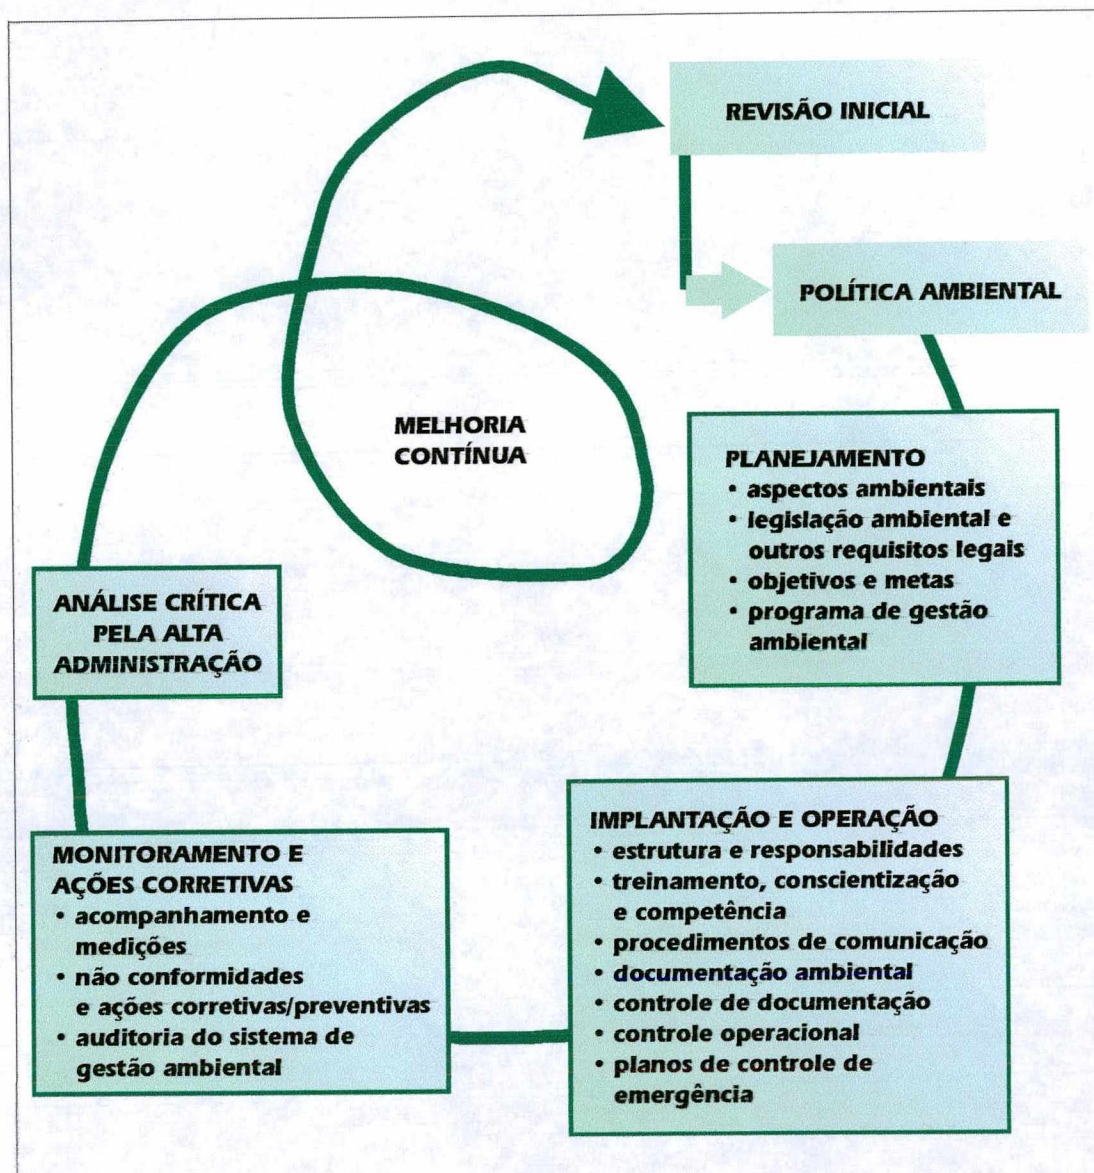 REVISÃO INICIAL
POLÍTICA AMBIENTAL
MELHORIA
CONTÍNUA
PLANEJAMENTO
• aspectos ambientais
• legislação ambiental e
outros requisitos legais
• objetivos e metas
• programa de gestão
ambiental
IMPLANTAÇÃO E OPERAÇÃO
• estrutura e responsabilidades
• treinamento, conscientização
e competência
• procedimentos de comunicação
• documentação ambiental
• controle de documentação
• controle operacional
• planos de controle de
emergência
MONITORAMENTO E
AÇÕES CORRETIVAS
• acompanhamento e
medições
• não conformidades
e ações corretivas/preventivas
• auditoria do sistema de
gestão ambiental
ANÁLISE CRÍTICA
PELA ALTA
ADMINISTRAÇÃO